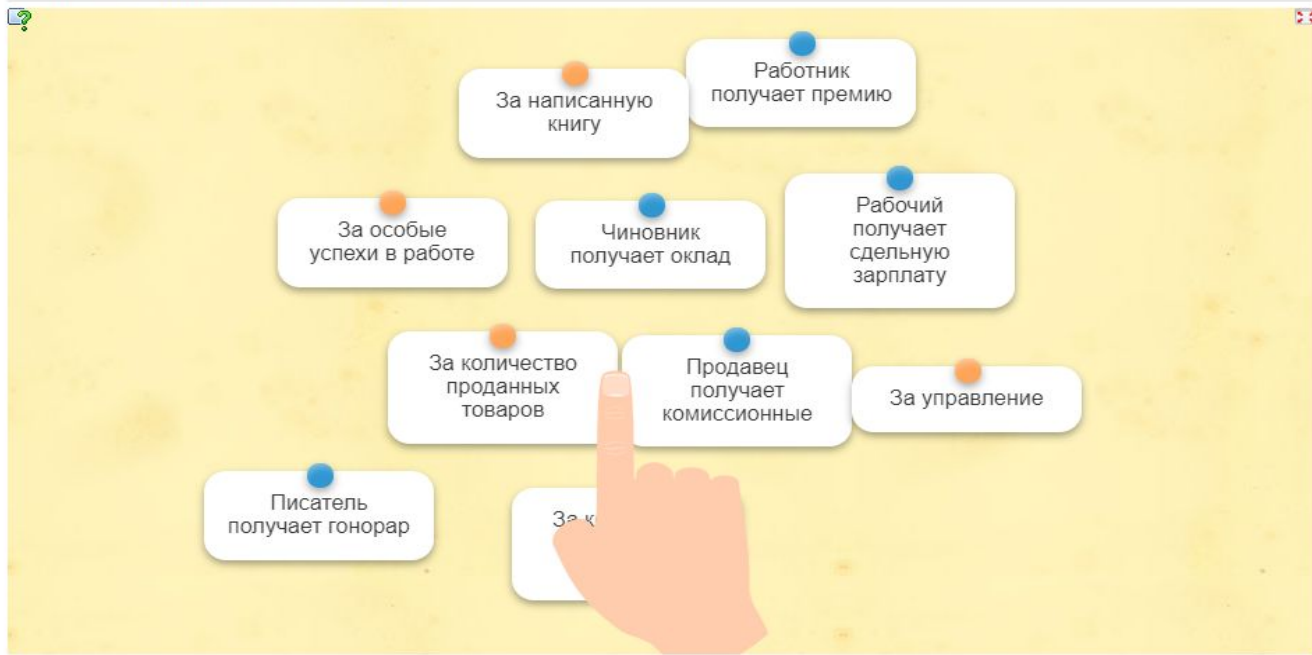 Работник
получает премию
За написанную
книгу
За особые
успехи в работе
Чиновник
получает оклад
Рабочий
получает
сдельную
зарплату
За количество
проданных
товаров
Продавец
получает
комиссионные
За управление
Писатель
получает гонорар
За